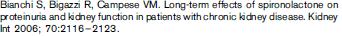 Bianchi S, Bigazzi R, Campese VM. Long-term effects of spironolactone on
proteinuria and kidney function in patients with chronic kidney disease. Kidney
Int 2006; 70:2116–2123.